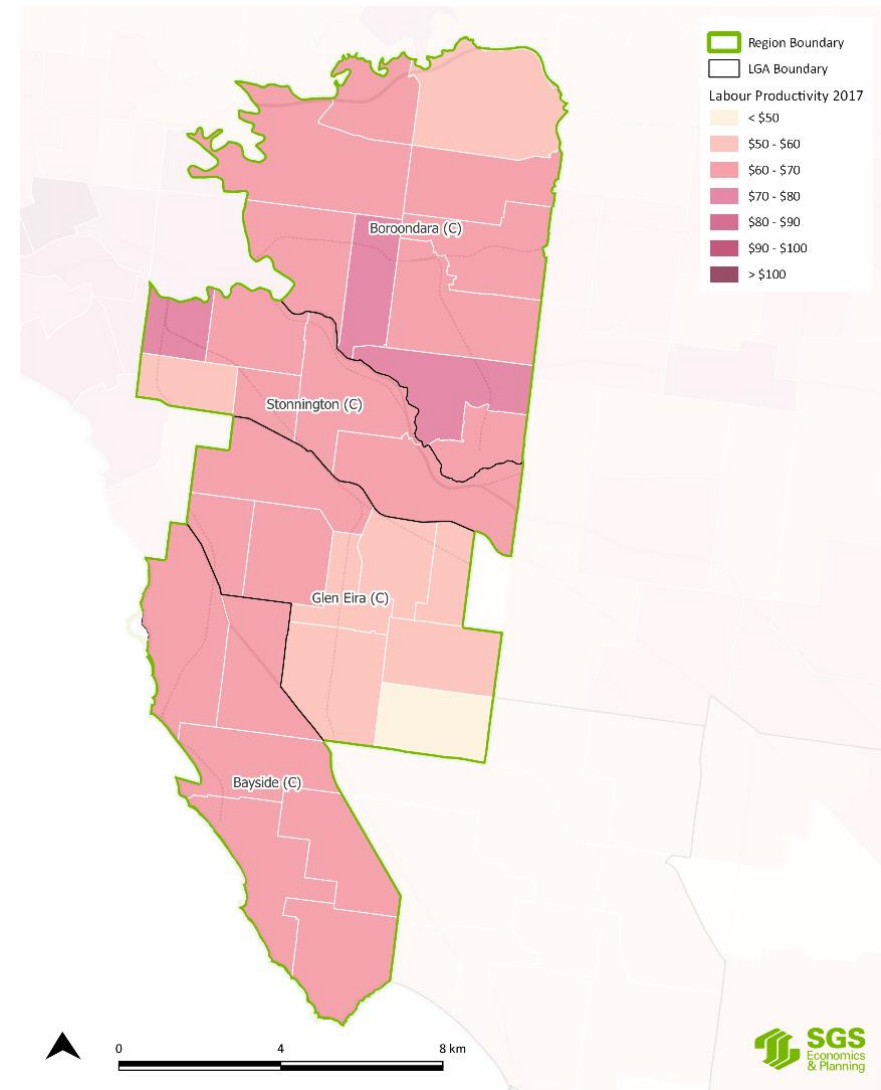 Region Boundary
LGA Boundary
Labour Productivity 2017
< $50
$50 - $60
$60 - $70
$70 - $80
$80 - $90
$90 - $100
> $100
Boroondara (C)
Stonnington (C)
Glen Eira (C)
Bayside (C)
0 4 8 km
SGS
Economics
& Planning